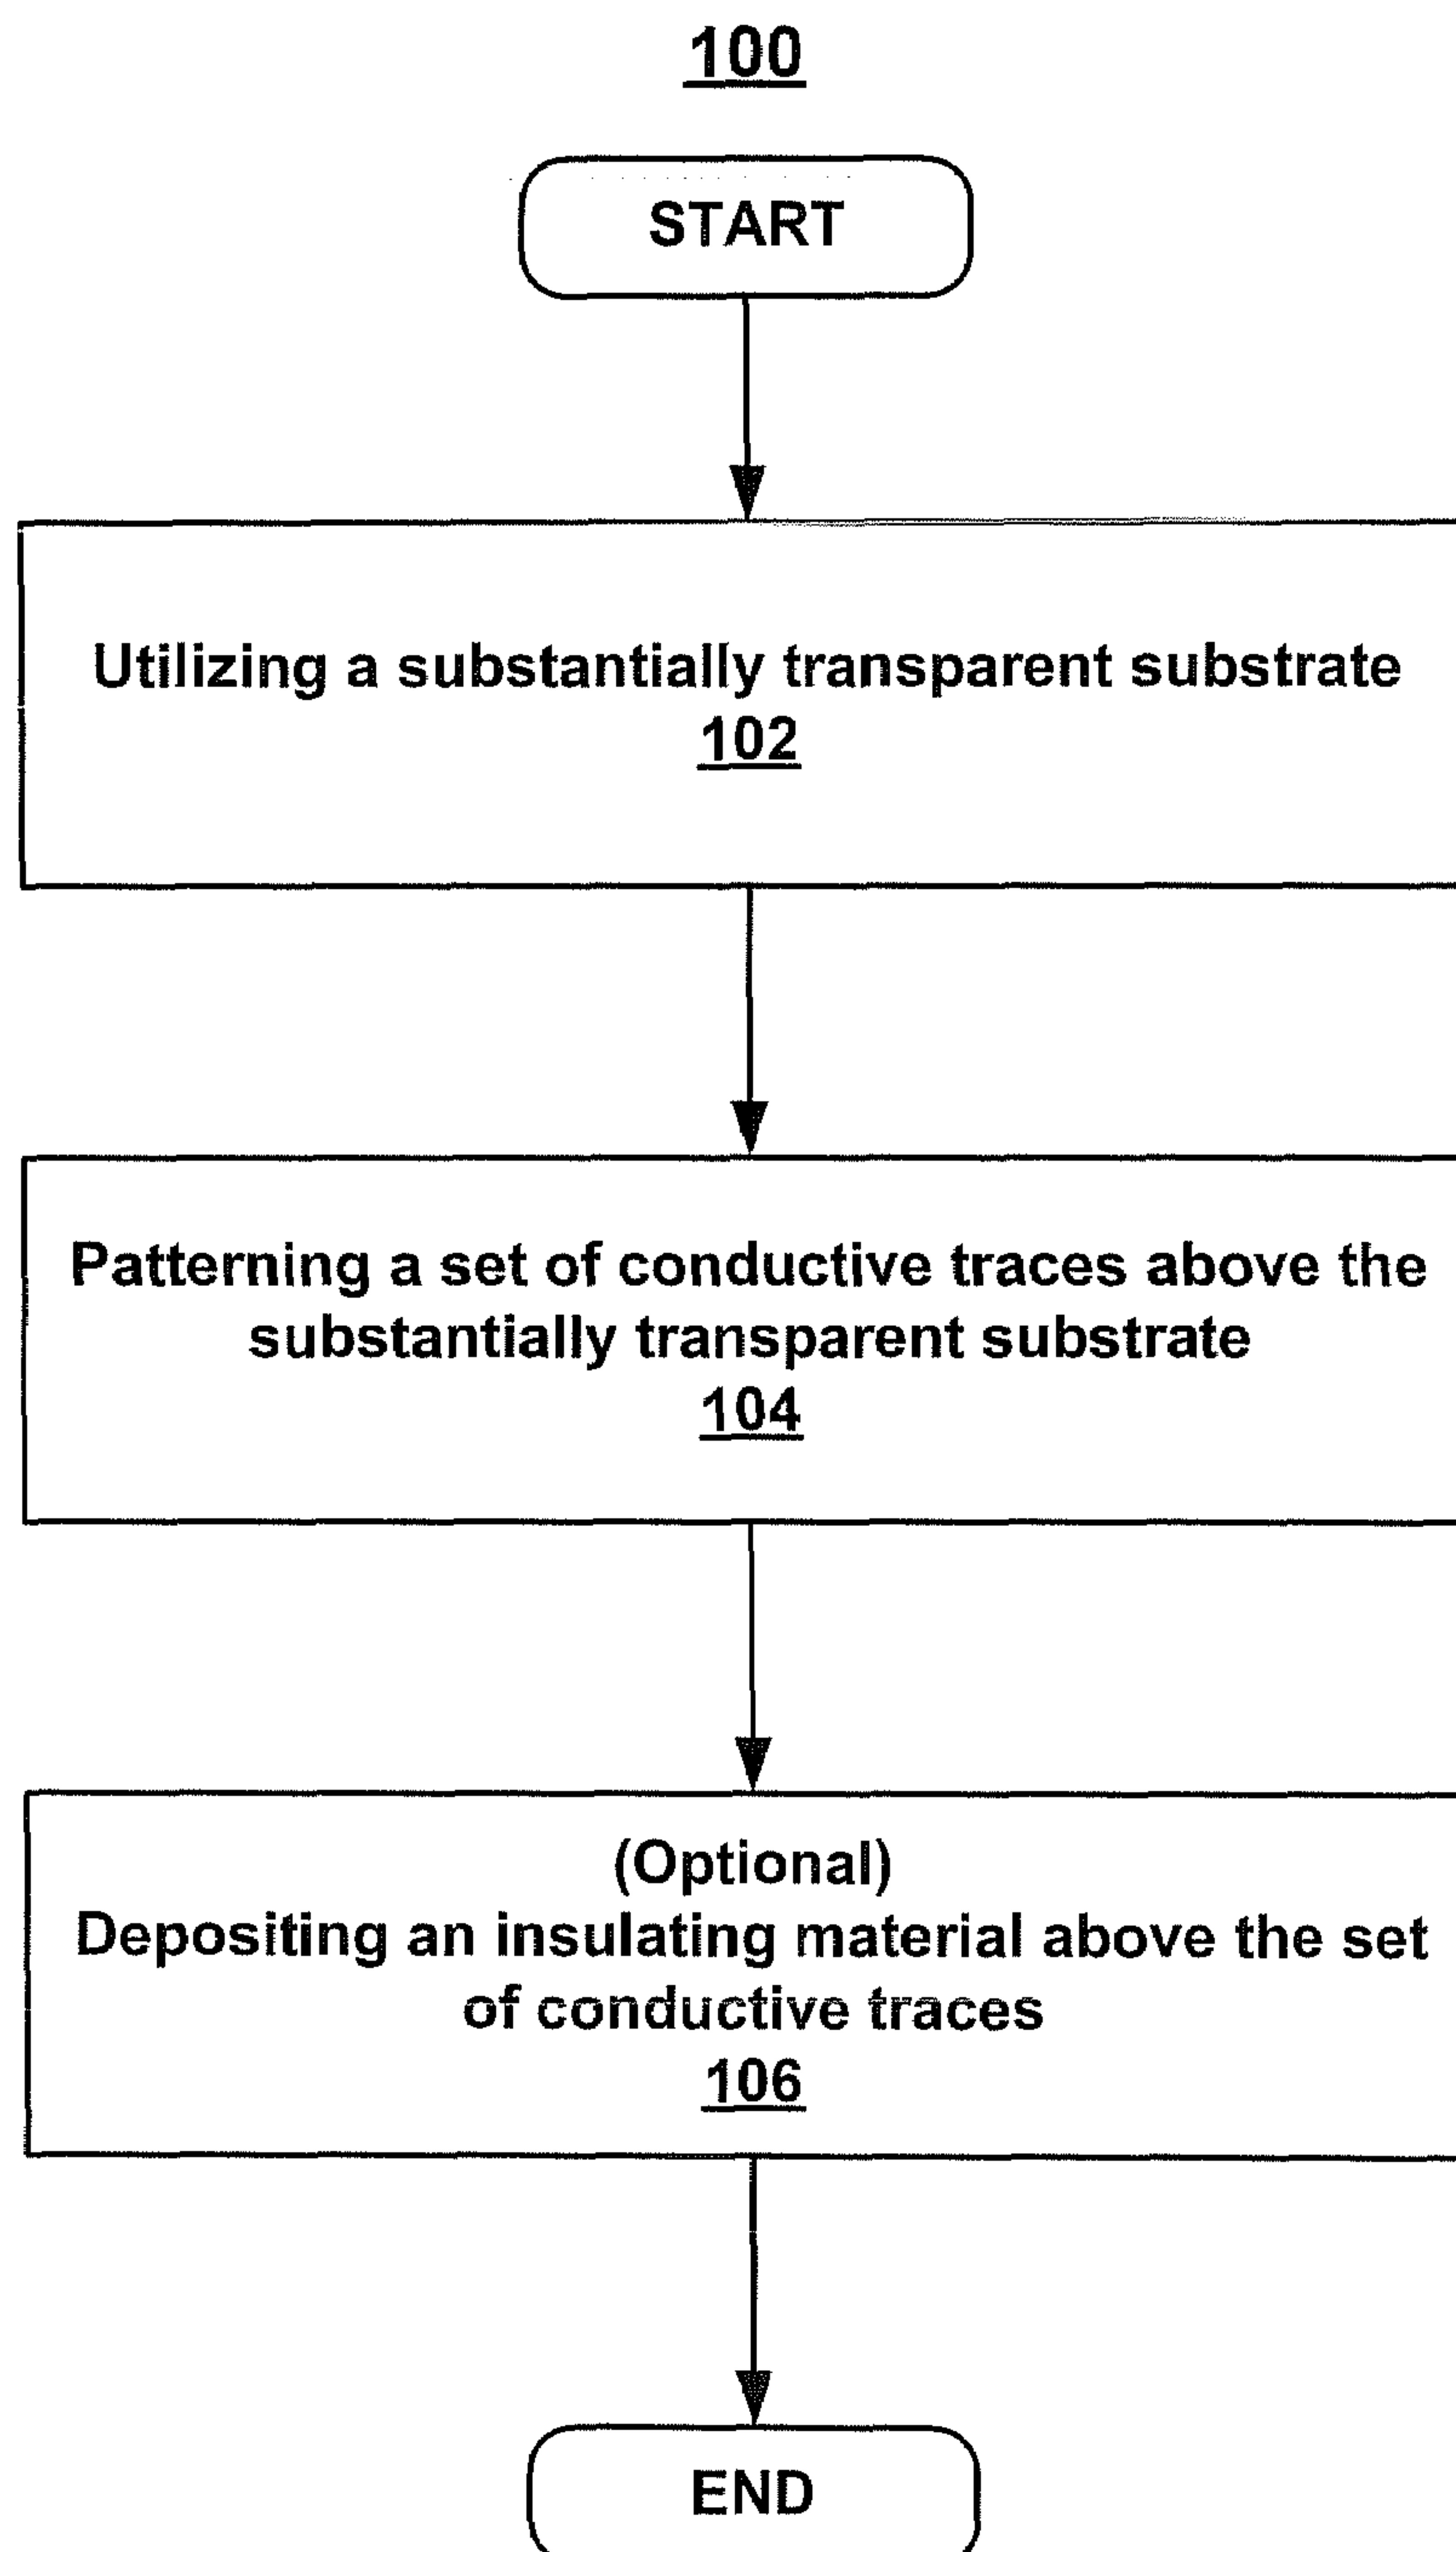 100
START
Utilizing a substantially transparent substrate
102
Patterning a set of conductive traces above the
substantially transparent substrate
104
(Optional)
Depositing an insulating material above the set
of conductive traces
106
END